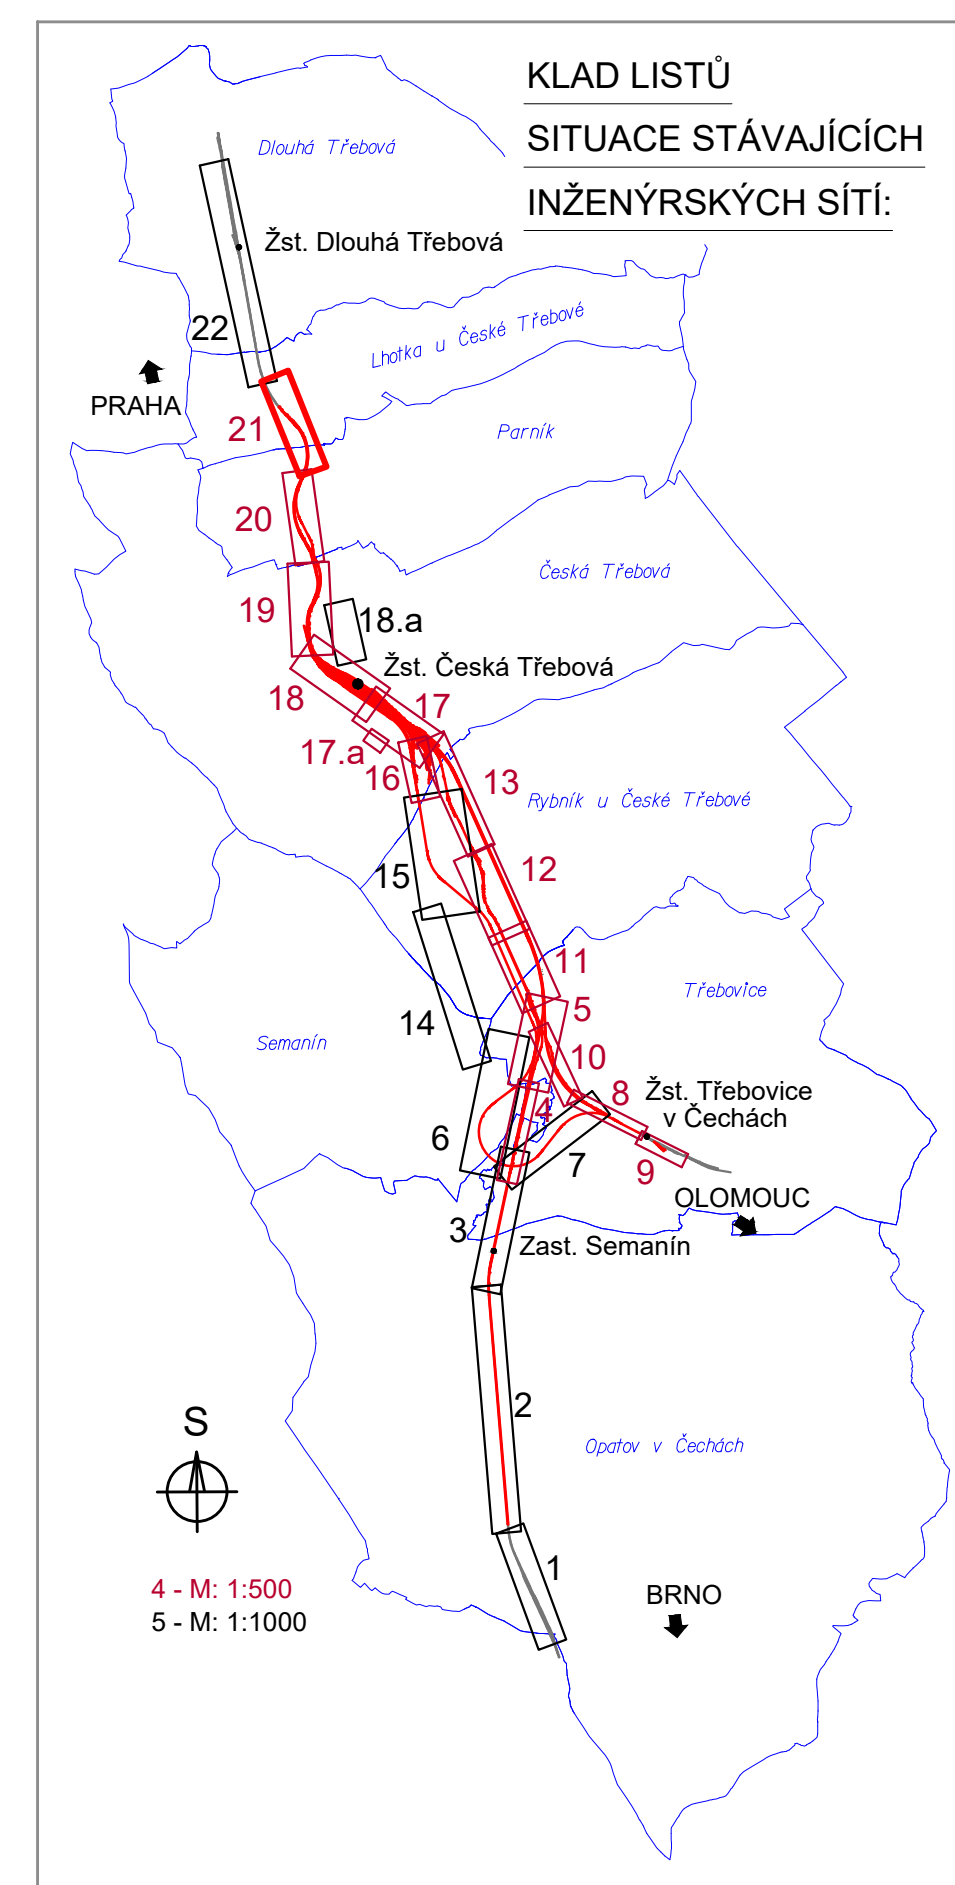 KLAD LISTŮ
SITUACE STÁVAJÍCÍCH
INŽENÝRSKÝCH SÍTÍ:
Dlouhá Třebová
Žst. Dlouhá Třebová
22
Lhotka u České Třebové
PRAHA
21
Parník
20
Česká Třebová
19
18.a
Žst. Česká Třebová
18
17
17.a
16
13
Rybník u České Třebové
12
15
11
Třebovice
5
14
Semanín
10
8
Žst. Třebovice
v Čechách
4
6
7
9
OLOMOUC
3
Zast. Semanín
2
S
Opatov v Čechách
1
4 - M: 1:500
BRNO
5 - M: 1:1000